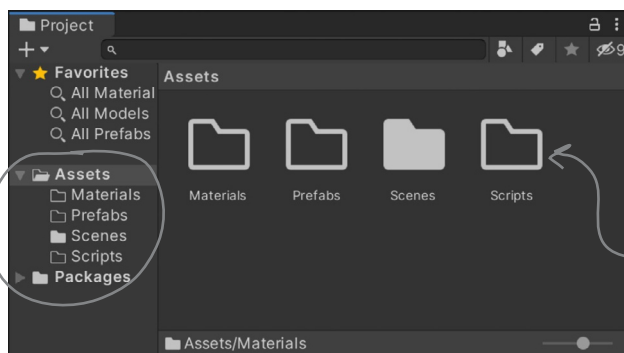 Project
9
Favorites
All Material
All Models
All Prefabs
Assets
Materials
Prefabs
Scenes
Scripts
Packages
Assets
Materials
Prefabs
Scenes
Scripts
Assets/Materials